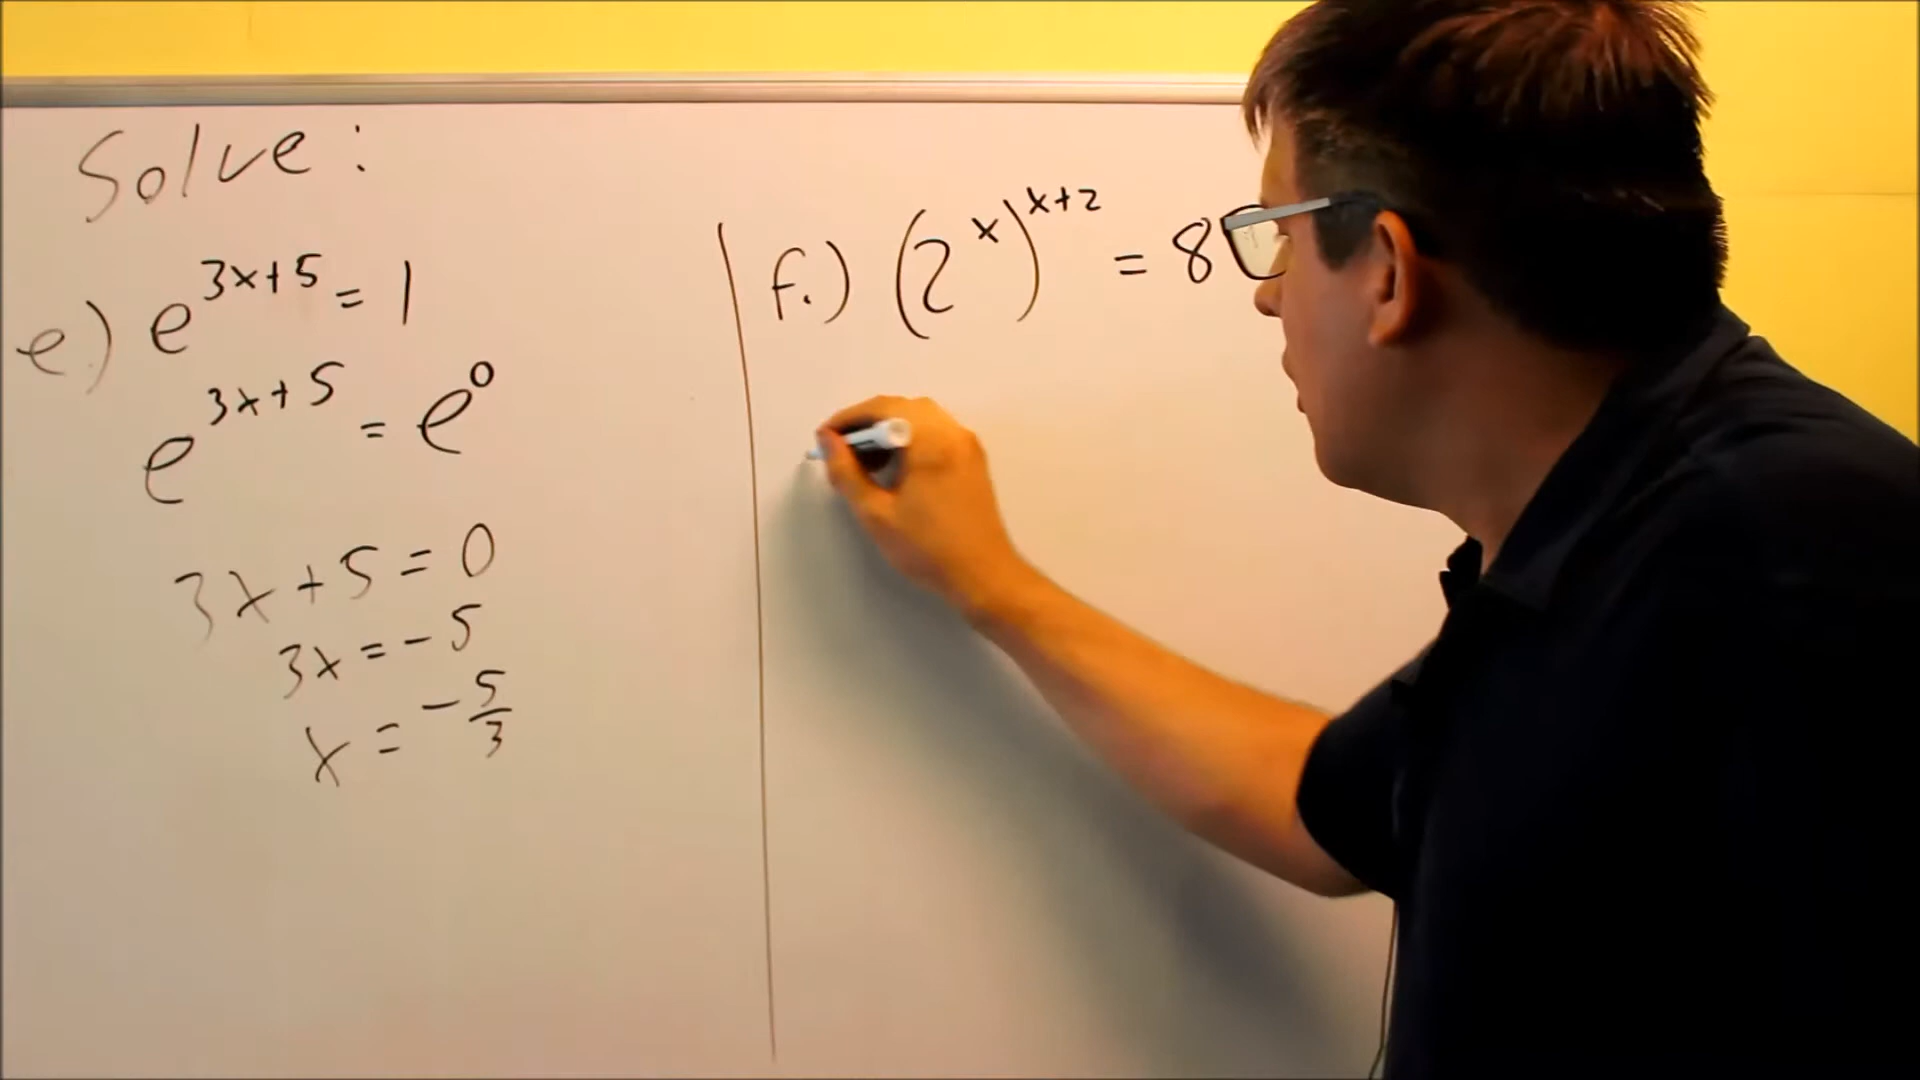 Solve:
e) e^{3x+5} = 1
e^{3x+5} = e^0
3x+5 = 0
3x = -5
x = -5/3
f.) (2^x)^{x+2} = 8